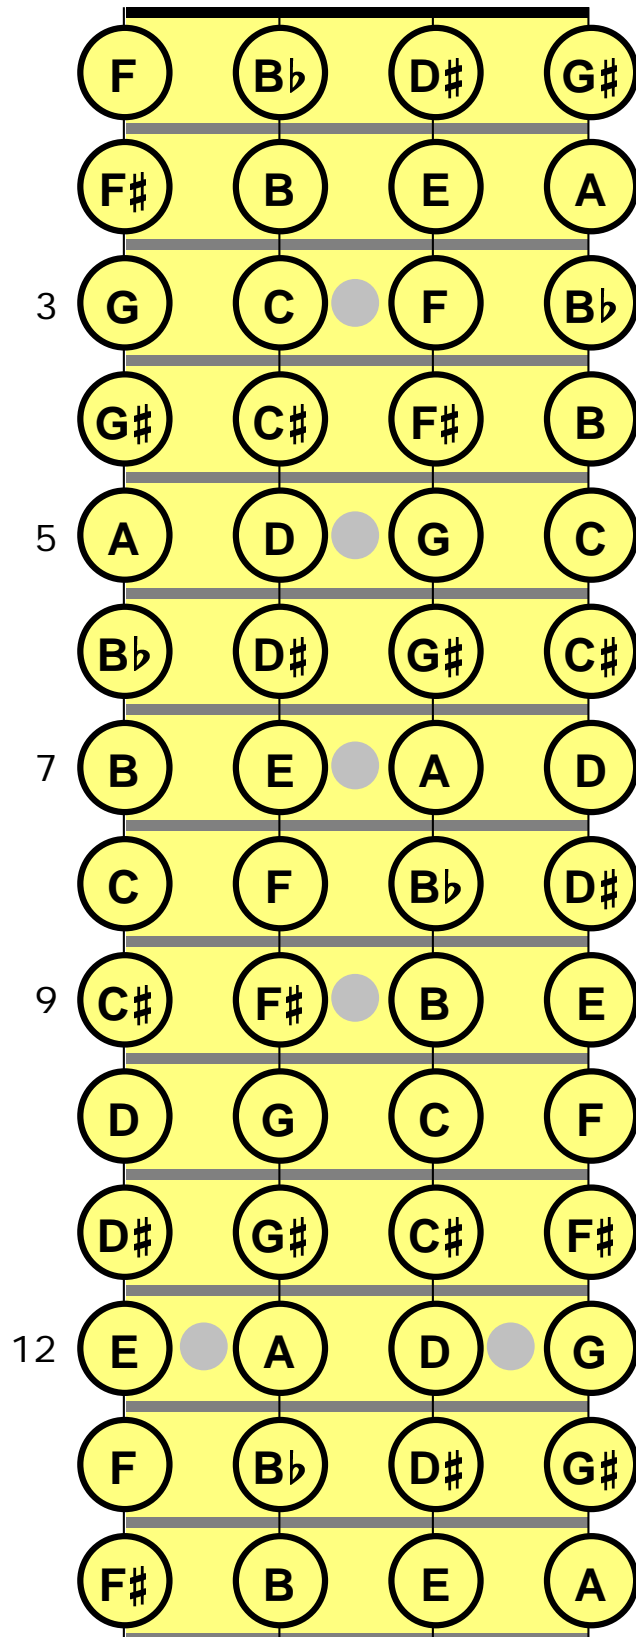 F B♭ D♯ G♯
F♯ B E A
3 G C F B♭
G♯ C♯ F♯ B
5 A D G C
B♭ D♯ G♯ C♯
7 B E A D
C F B♭ D♯
9 C♯ F♯ B E
D G C F
D♯ G♯ C♯ F♯
12 E A D G
F B♭ D♯ G♯
F♯ B E A